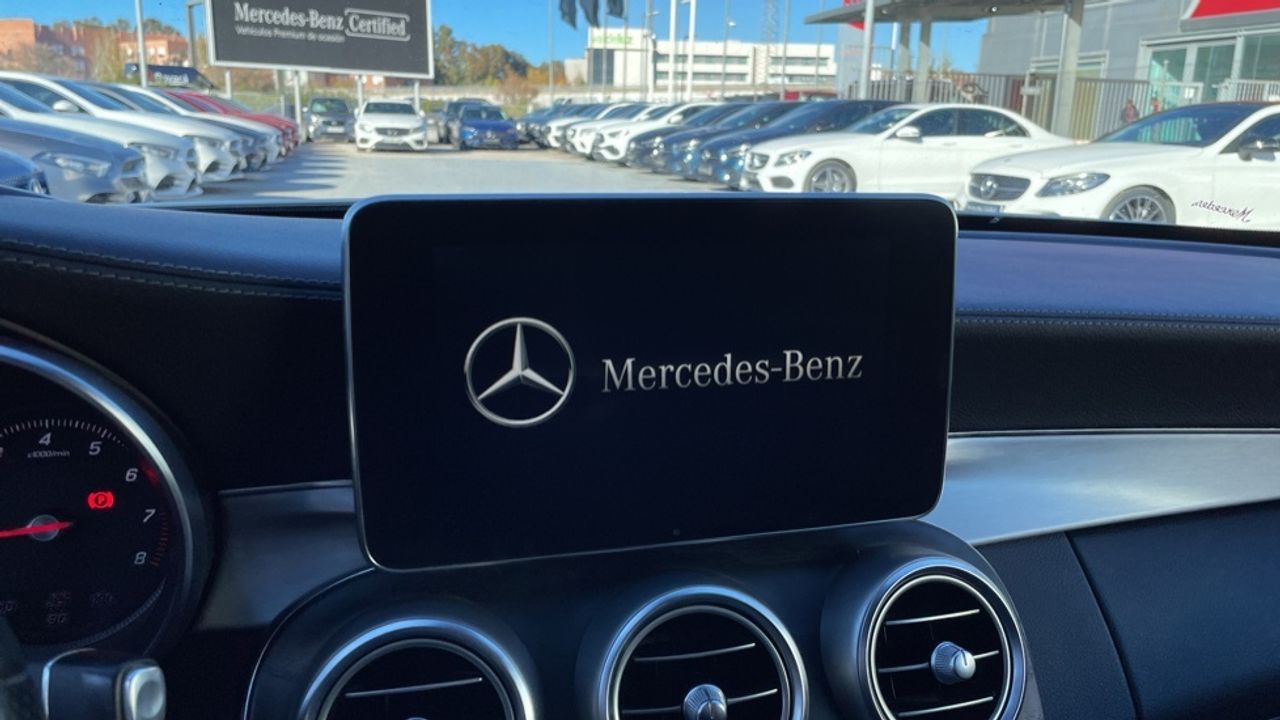 Mercedes-Benz Certified
Vehículos Premium de ocasión
Mercedes-Benz
4
x1000/min
5
6
7
8